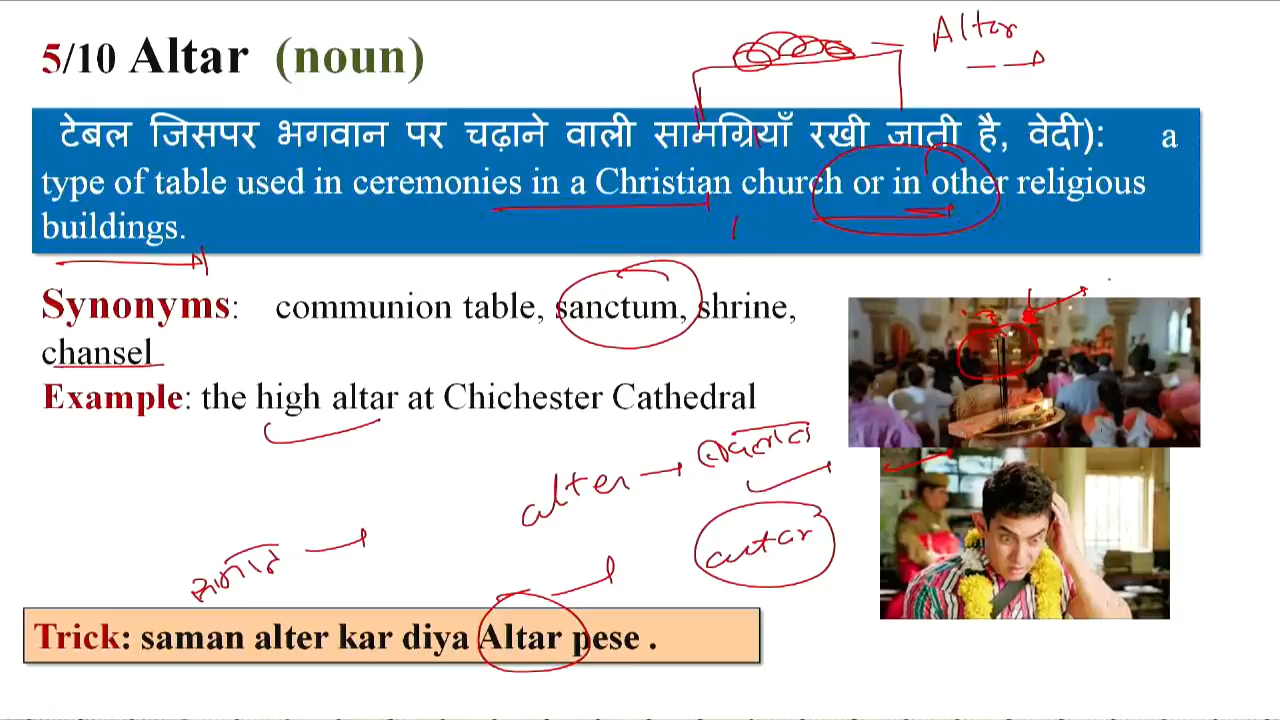 5/10 Altar (noun)
Altar
टेबल जिसपर भगवान पर चढ़ाने वाली सामग्रियाँ रखी जाती है, वेदी): a
type of table used in ceremonies in a Christian church or in other religious
buildings.
Synonyms: communion table, sanctum, shrine,
chansel
Example: the high altar at Chichester Cathedral
alter
Trick: saman alter kar diya Altar pese .